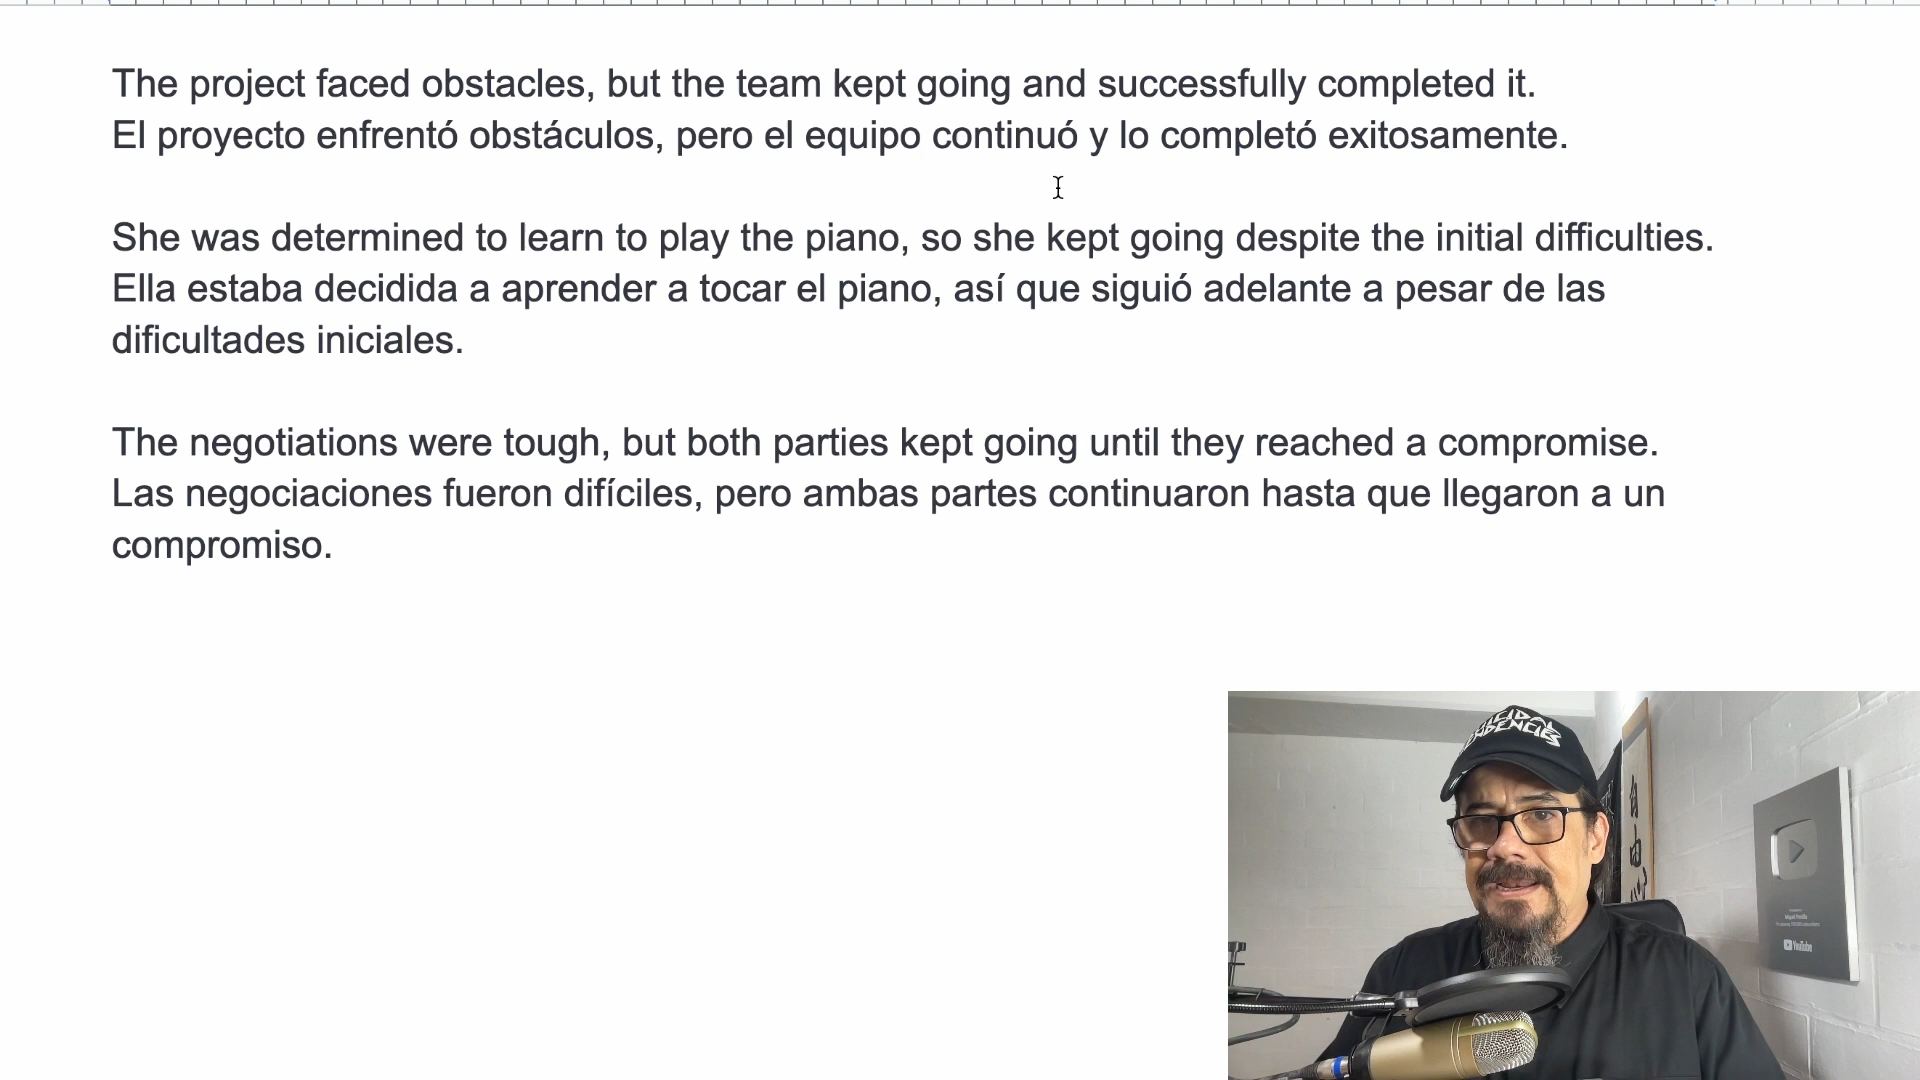 The project faced obstacles, but the team kept going and successfully completed it.
El proyecto enfrentó obstáculos, pero el equipo continuó y lo completó exitosamente.
She was determined to learn to play the piano, so she kept going despite the initial difficulties.
Ella estaba decidida a aprender a tocar el piano, así que siguió adelante a pesar de las
dificultades iniciales.
The negotiations were tough, but both parties kept going until they reached a compromise.
Las negociaciones fueron difíciles, pero ambas partes continuaron hasta que llegaron a un
compromiso.
自由
YouTube